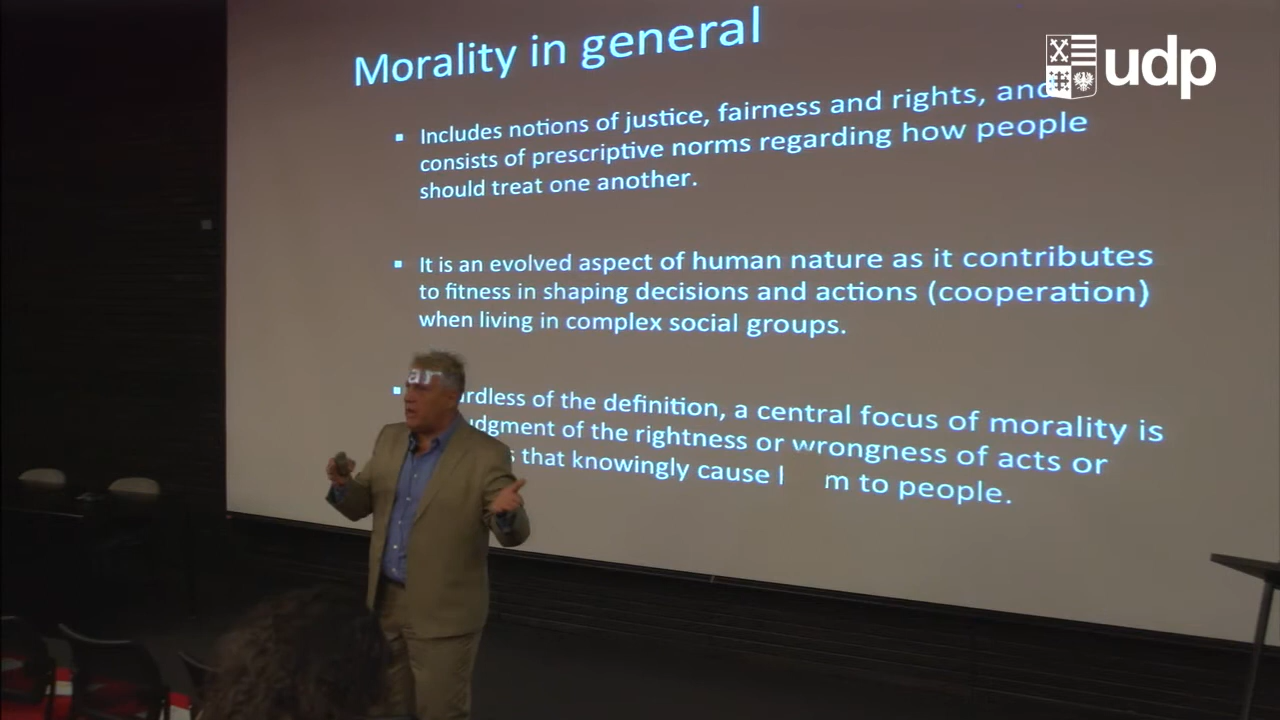 Morality in general
udp
▪ Includes notions of justice, fairness and rights, and
consists of prescriptive norms regarding how people
should treat one another.
▪ It is an evolved aspect of human nature as it contributes
to fitness in shaping decisions and actions (cooperation)
when living in complex social groups.
▪ rdless of the definition, a central focus of morality is
dgment of the rightness or wrongness of acts or
s that knowingly cause m to people.
ar